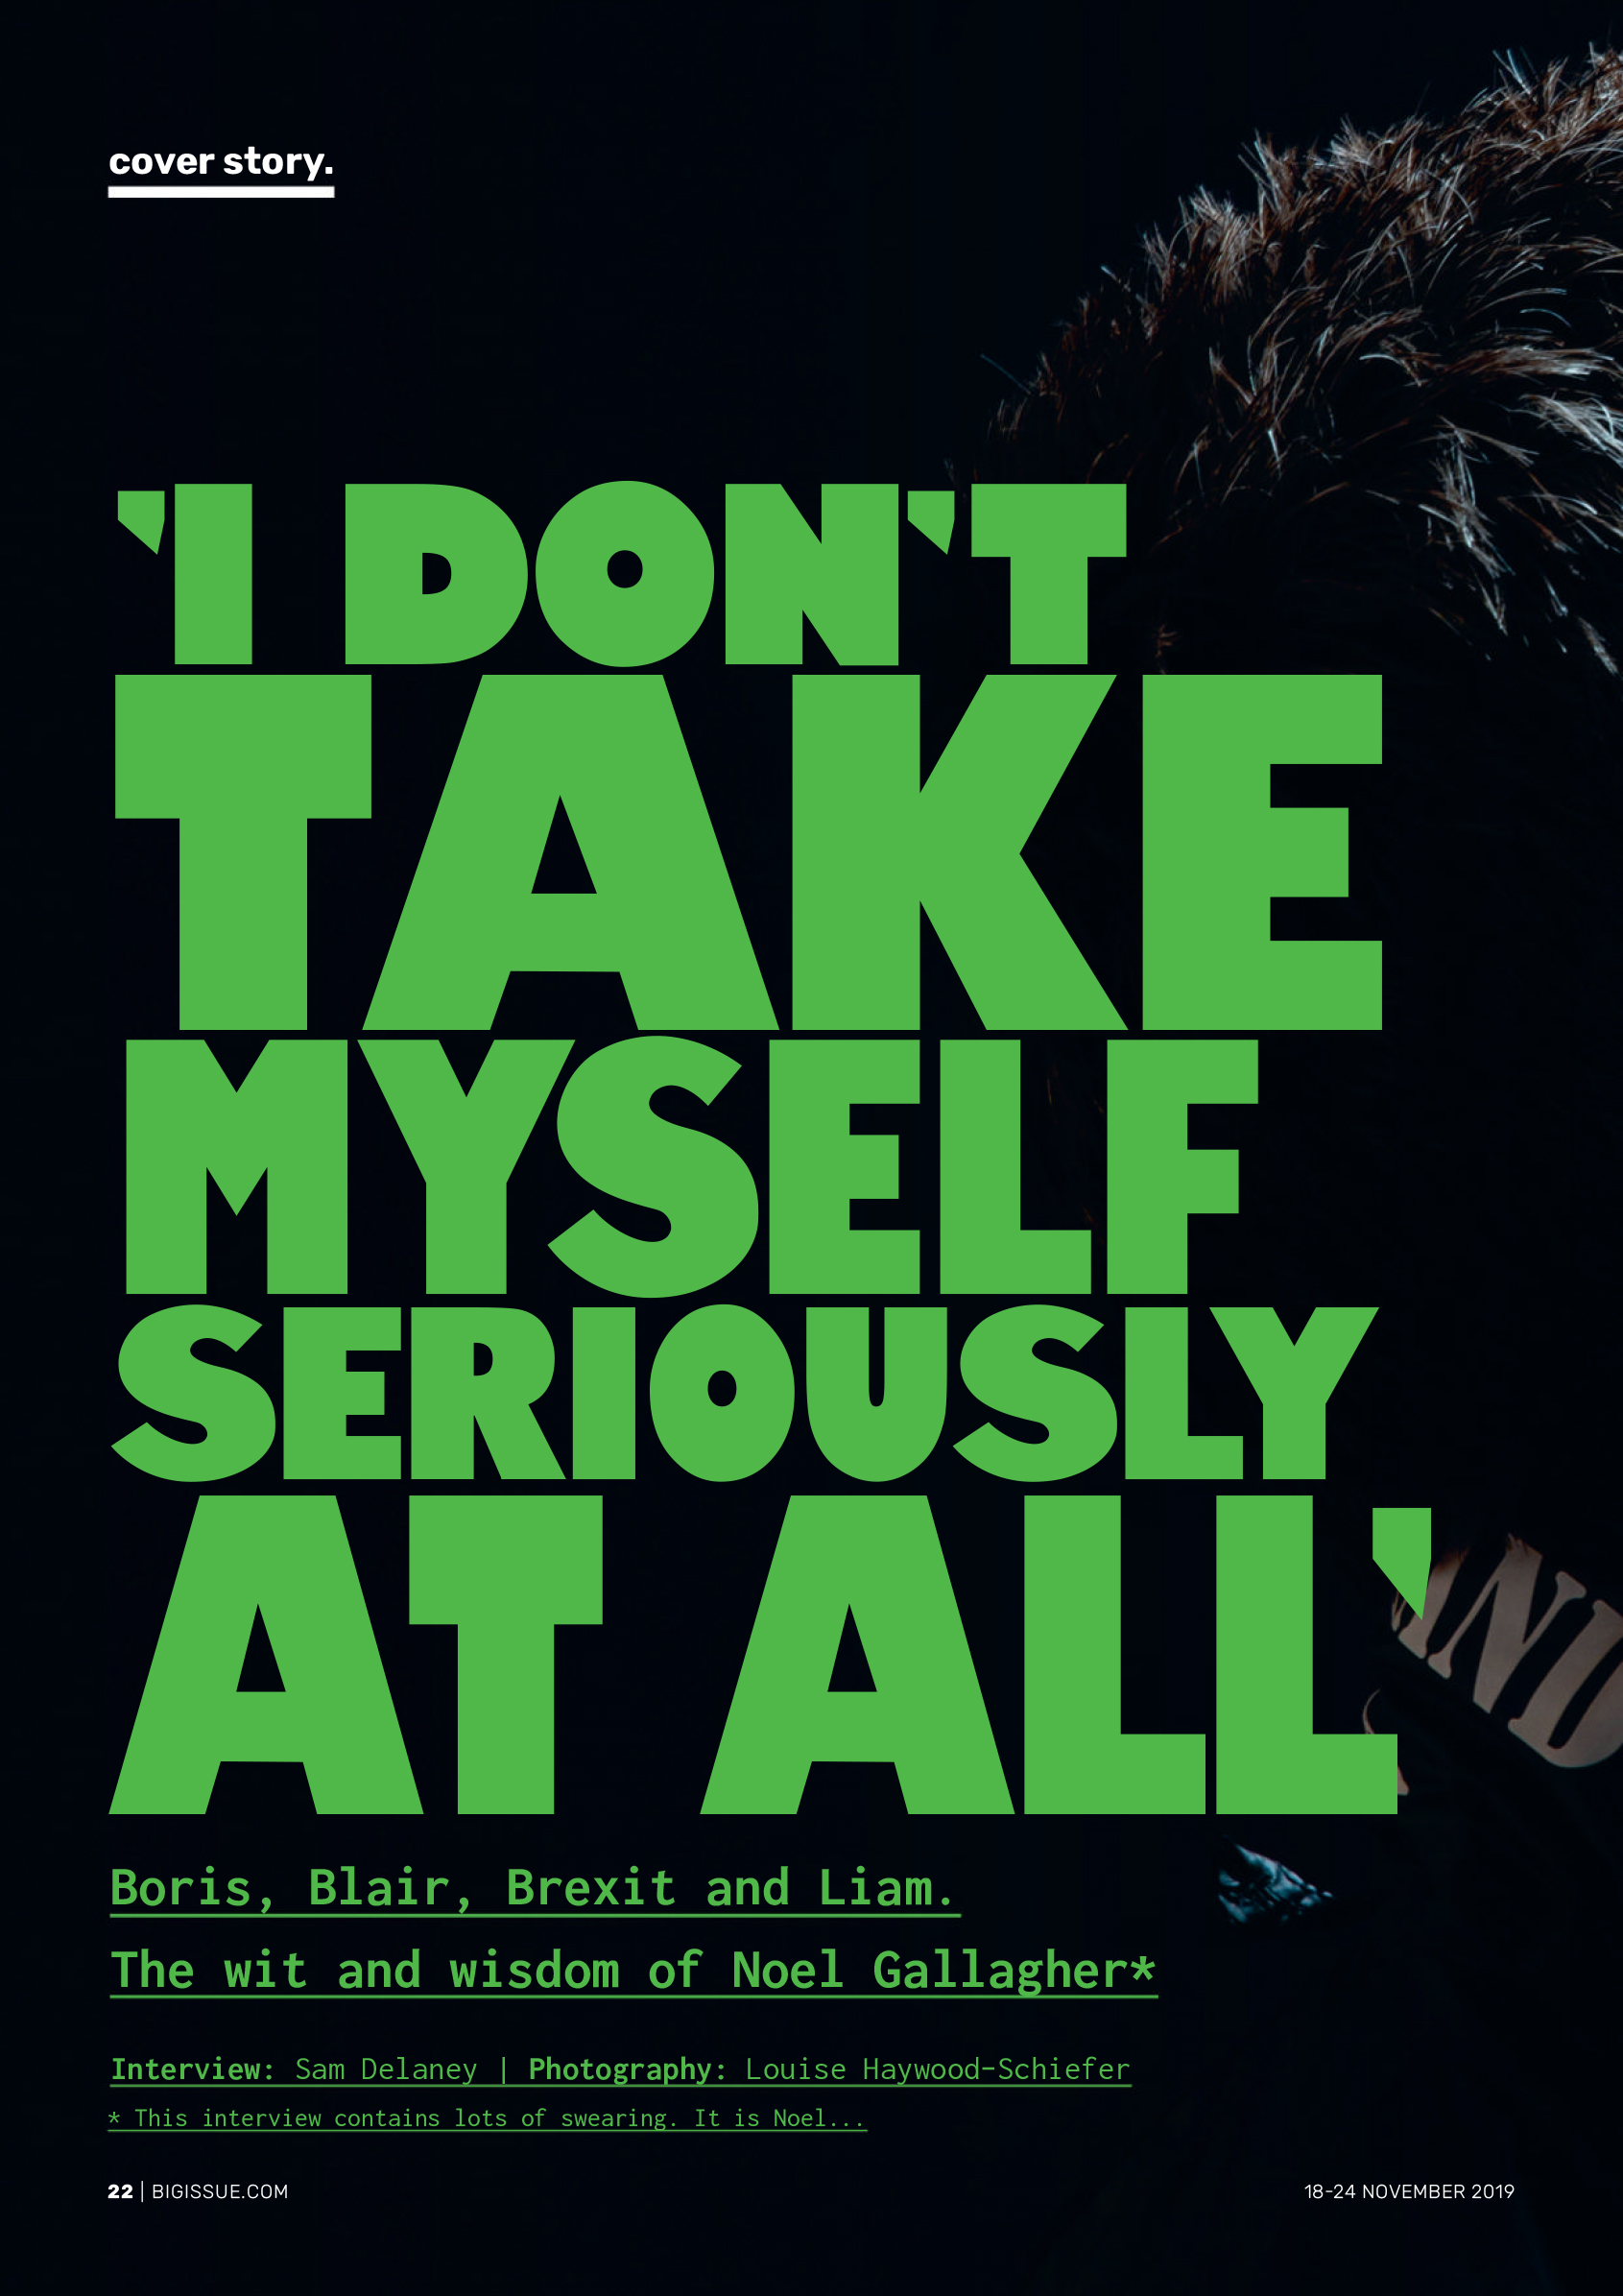 cover story.
‘I DON‘T
TAKE
MYSELF
SERIOUSLY
AT ALL’
Boris, Blair, Brexit and Liam.
The wit and wisdom of Noel Gallagher*
Interview: Sam Delaney | Photography: Louise Haywood-Schiefer
* This interview contains lots of swearing. It is Noel...
22 | BIGISSUE.COM
18-24 NOVEMBER 2019